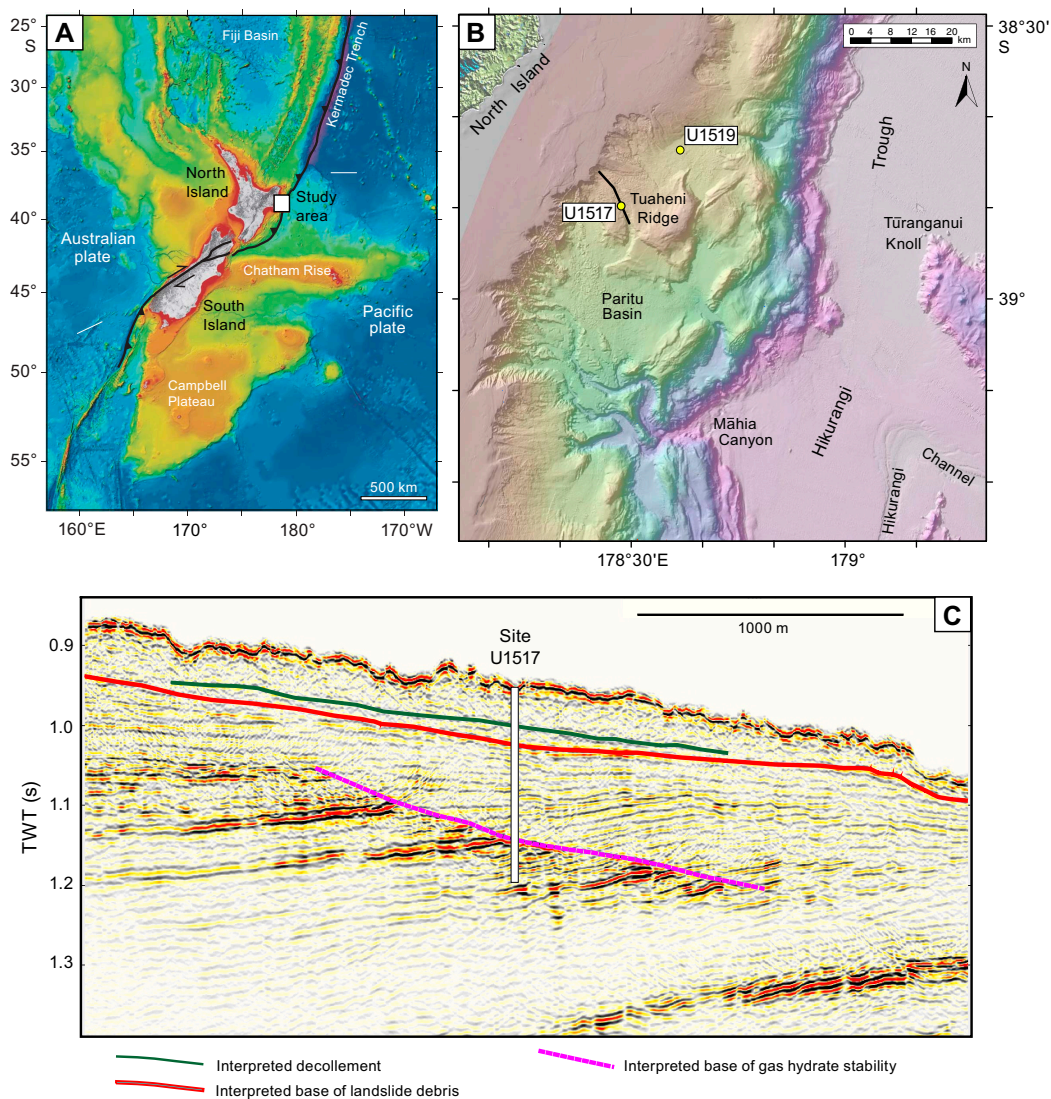 A
25°
S
30°
35°
40°
45°
50°
55°
160°E
170°
180°
170°W
Fiji Basin
Kermadec Trench
North
Island
Study
area
Australian
plate
Chatham Rise
South
Island
Pacific
plate
Campbell
Plateau
500 km
B
0 4 8 12 16 20
km
N
38°30'
S
39°
178°30E
179°
North Island
U1519
U1517
Tuaheni
Ridge
Trough
Tūranganui
Knoll
Paritu
Basin
Māhia
Canyon
Hikurangi
Hikurangi
Channel
C
1000 m
Site
U1517
TWT (s)
0.9
1.0
1.1
1.2
1.3
Interpreted decollement
Interpreted base of gas hydrate stability
Interpreted base of landslide debris